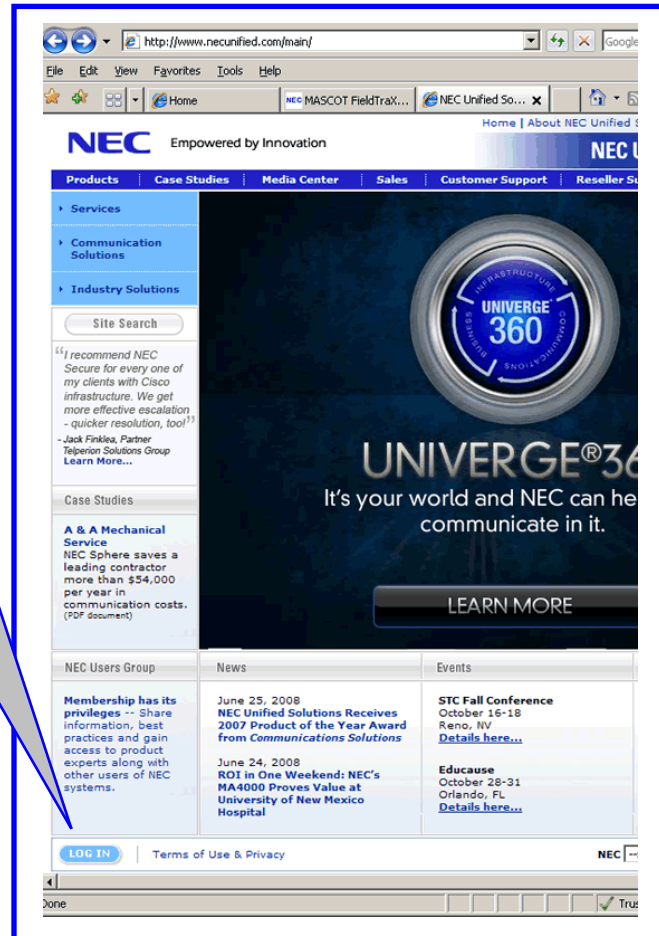 http://www.necunified.com/main/
Google
File Edit View Favorites Tools Help
Home
NEC MASCOT FieldTraX...
NEC Unified So...
Home | About NEC Unified
NEC Empowered by Innovation
NEC
Products Case Studies Media Center Sales Customer Support Reseller
Services
Communication
Solutions
Industry Solutions
Site Search
“I recommend NEC
Secure for every one of
my clients with Cisco
infrastructure. We get
more effective escalation
- quicker resolution, too!”
- Jack Finklea, Partner
Telperion Solutions Group
Learn More...
Case Studies
A & A Mechanical
Service
NEC Sphere saves a
leading contractor
more than $54,000
per year in
communication costs.
(PDF document)
INFRASTRUCTURE
COMMUNICATIONS
BUSINESS
UNIVERGE
360
UNIVERGE®36
It's your world and NEC can he
communicate in it.
LEARN MORE
NEC Users Group
Membership has its
privileges -- Share
information, best
practices and gain
access to product
experts along with
other users of NEC
systems.
News
June 25, 2008
NEC Unified Solutions Receives
2007 Product of the Year Award
from Communications Solutions
June 24, 2008
ROI in One Weekend: NEC's
MA4000 Proves Value at
University of New Mexico
Hospital
Events
STC Fall Conference
October 16-18
Reno, NV
Details here...
Educause
October 28-31
Orlando, FL
Details here...
LOG IN
Terms of Use & Privacy
NEC --
Done
Trus